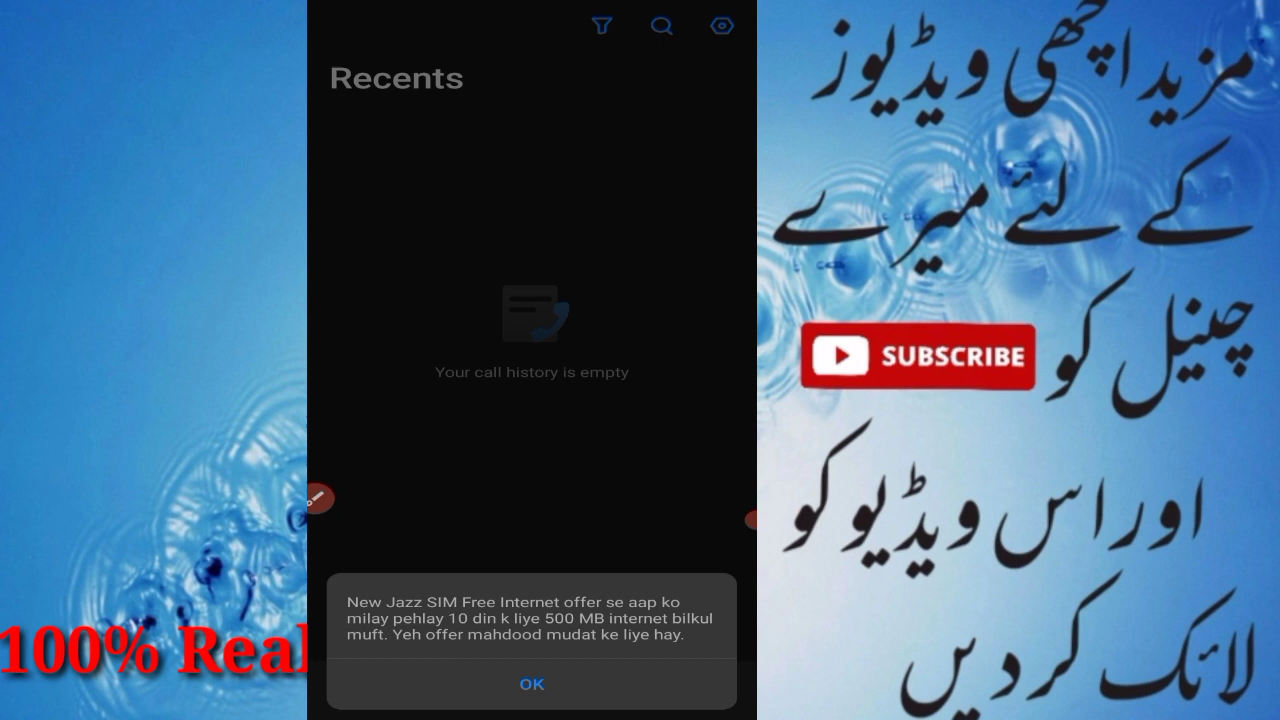 Recents
Your call history is empty
New Jazz SIM Free Internet offer se aap ko
milay pehlay 10 din k liye 500 MB internet bilkul
muft. Yeh offer mahdood mudat ke liye hay.
OK
100% Real
مزید اچھی ویڈیوز
کے لئے میرے
چینل کو SUBSCRIBE
اور اس ویڈیو کو
لائک کر دیں